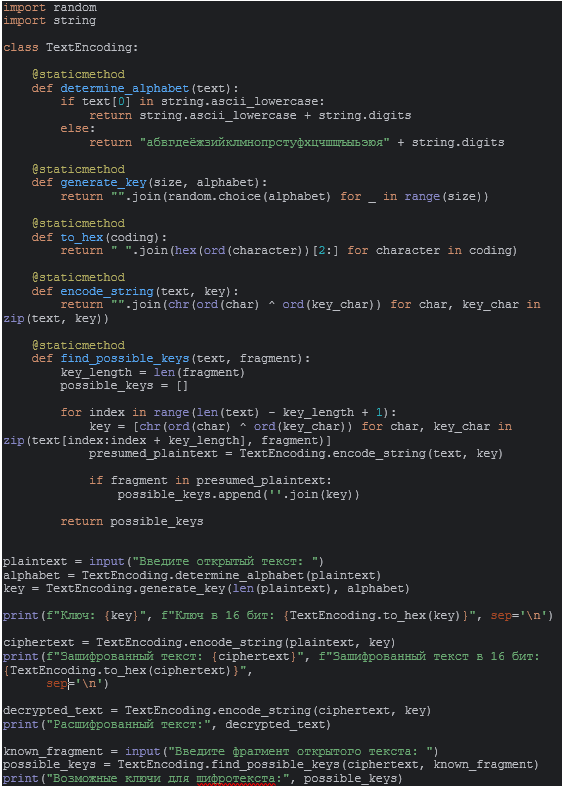 import random
import string

class TextEncoding:

    @staticmethod
    def determine_alphabet(text):
        if text[0] in string.ascii_lowercase:
            return string.ascii_lowercase + string.digits
        else:
            return "абвгдеёжзийклмнопрстуфхцчшщъыьэюя" + string.digits

    @staticmethod
    def generate_key(size, alphabet):
        return "".join(random.choice(alphabet) for _ in range(size))

    @staticmethod
    def to_hex(coding):
        return " ".join(hex(ord(character))[2:] for character in coding)

    @staticmethod
    def encode_string(text, key):
        return "".join(chr(ord(char) ^ ord(key_char)) for char, key_char in
zip(text, key))

    @staticmethod
    def find_possible_keys(text, fragment):
        key_length = len(fragment)
        possible_keys = []

        for index in range(len(text) - key_length + 1):
            key = [chr(ord(char) ^ ord(key_char)) for char, key_char in
zip(text[index:index + key_length], fragment)]
            presumed_plaintext = TextEncoding.encode_string(text, key)

            if fragment in presumed_plaintext:
                possible_keys.append(''.join(key))

        return possible_keys


plaintext = input("Введите открытый текст: ")
alphabet = TextEncoding.determine_alphabet(plaintext)
key = TextEncoding.generate_key(len(plaintext), alphabet)

print(f"Ключ: {key}", f"Ключ в 16 бит: {TextEncoding.to_hex(key)}", sep='\n')

ciphertext = TextEncoding.encode_string(plaintext, key)
print(f"Зашифрованный текст: {ciphertext}", f"Зашифрованный текст в 16 бит:
{TextEncoding.to_hex(ciphertext)}",
      sep='\n')

decrypted_text = TextEncoding.encode_string(ciphertext, key)
print("Расшифрованный текст:", decrypted_text)

known_fragment = input("Введите фрагмент открытого текста: ")
possible_keys = TextEncoding.find_possible_keys(ciphertext, known_fragment)
print("Возможные ключи для шифротекста:", possible_keys)